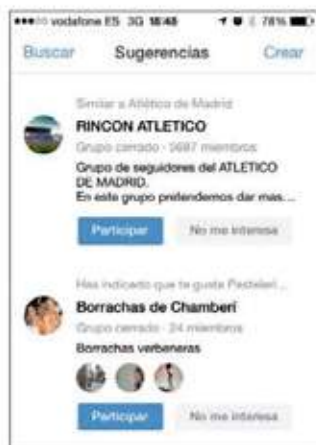 vodafone ES 3G 18:48 78%
Buscar Sugerencias Crear
Similar a Atlético de Madrid
RINCON ATLETICO
Grupo cerrado · 5687 miembros
Grupo de seguidores del ATLETICO
DE MADRID.
En este grupo pretendemos dar mas...
Participar No me interesa
Has indicado que te gusta Pasteleri...
Borrachas de Chamberí
Grupo cerrado · 24 miembros
Borrachas verbeneras
Participar No me interesa